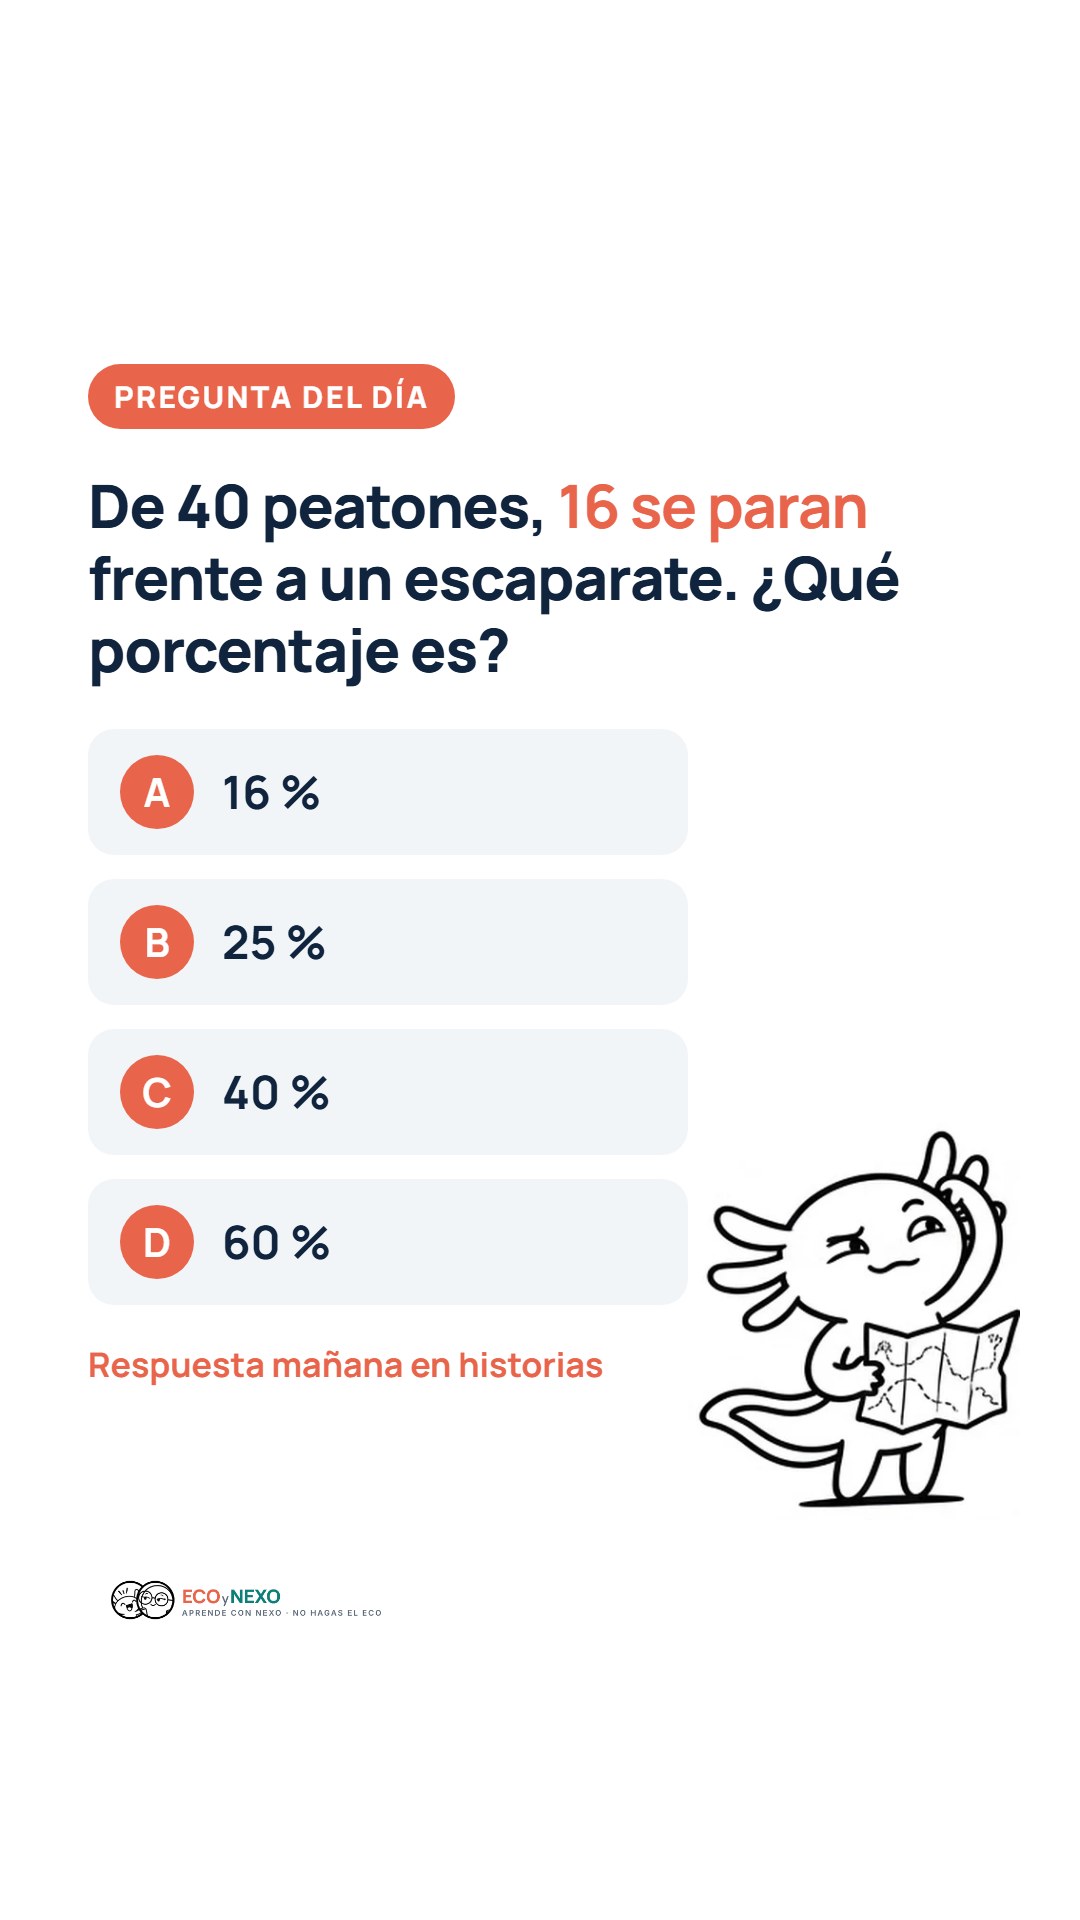 PREGUNTA DEL DÍA
De 40 peatones, 16 se paran
frente a un escaparate. ¿Qué
porcentaje es?
A 16 %
B 25 %
C 40 %
D 60 %
Respuesta mañana en historias
ECOyNEXO
APRENDE CON NEXO · NO HAGAS EL ECO